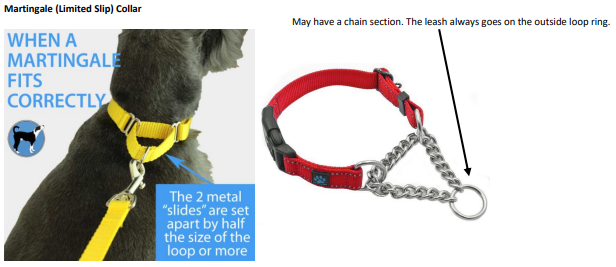 Martingale (Limited Slip) Collar
May have a chain section. The leash always goes on the outside loop ring.
WHEN A
MARTINGALE
FITS
CORRECTLY
The 2 metal
"slides" are set
apart by half
the size of the
loop or more